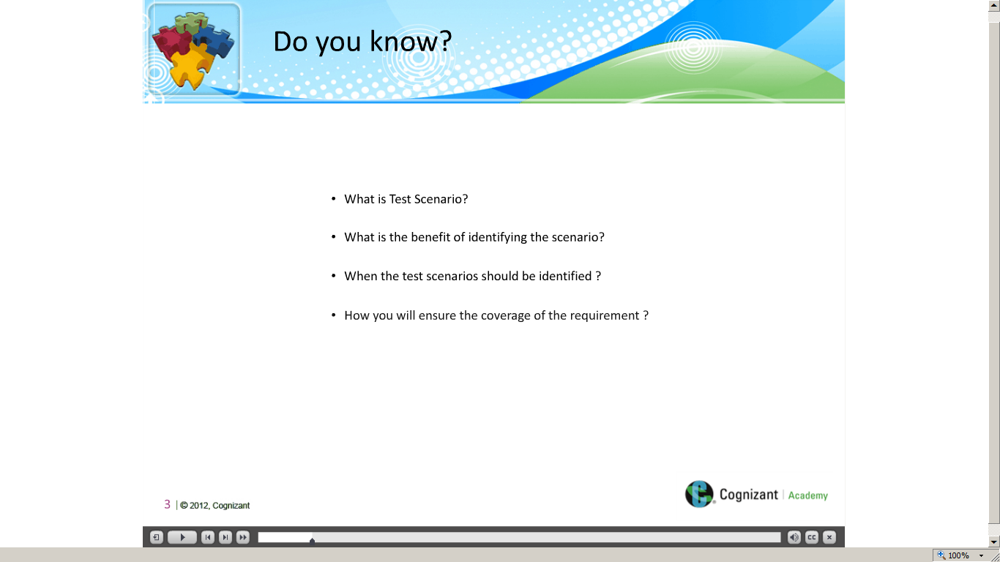 Do you know?
• What is Test Scenario?
• What is the benefit of identifying the scenario?
• When the test scenarios should be identified ?
• How you will ensure the coverage of the requirement ?
Cognizant | Academy
3 | © 2012, Cognizant
CC
100%